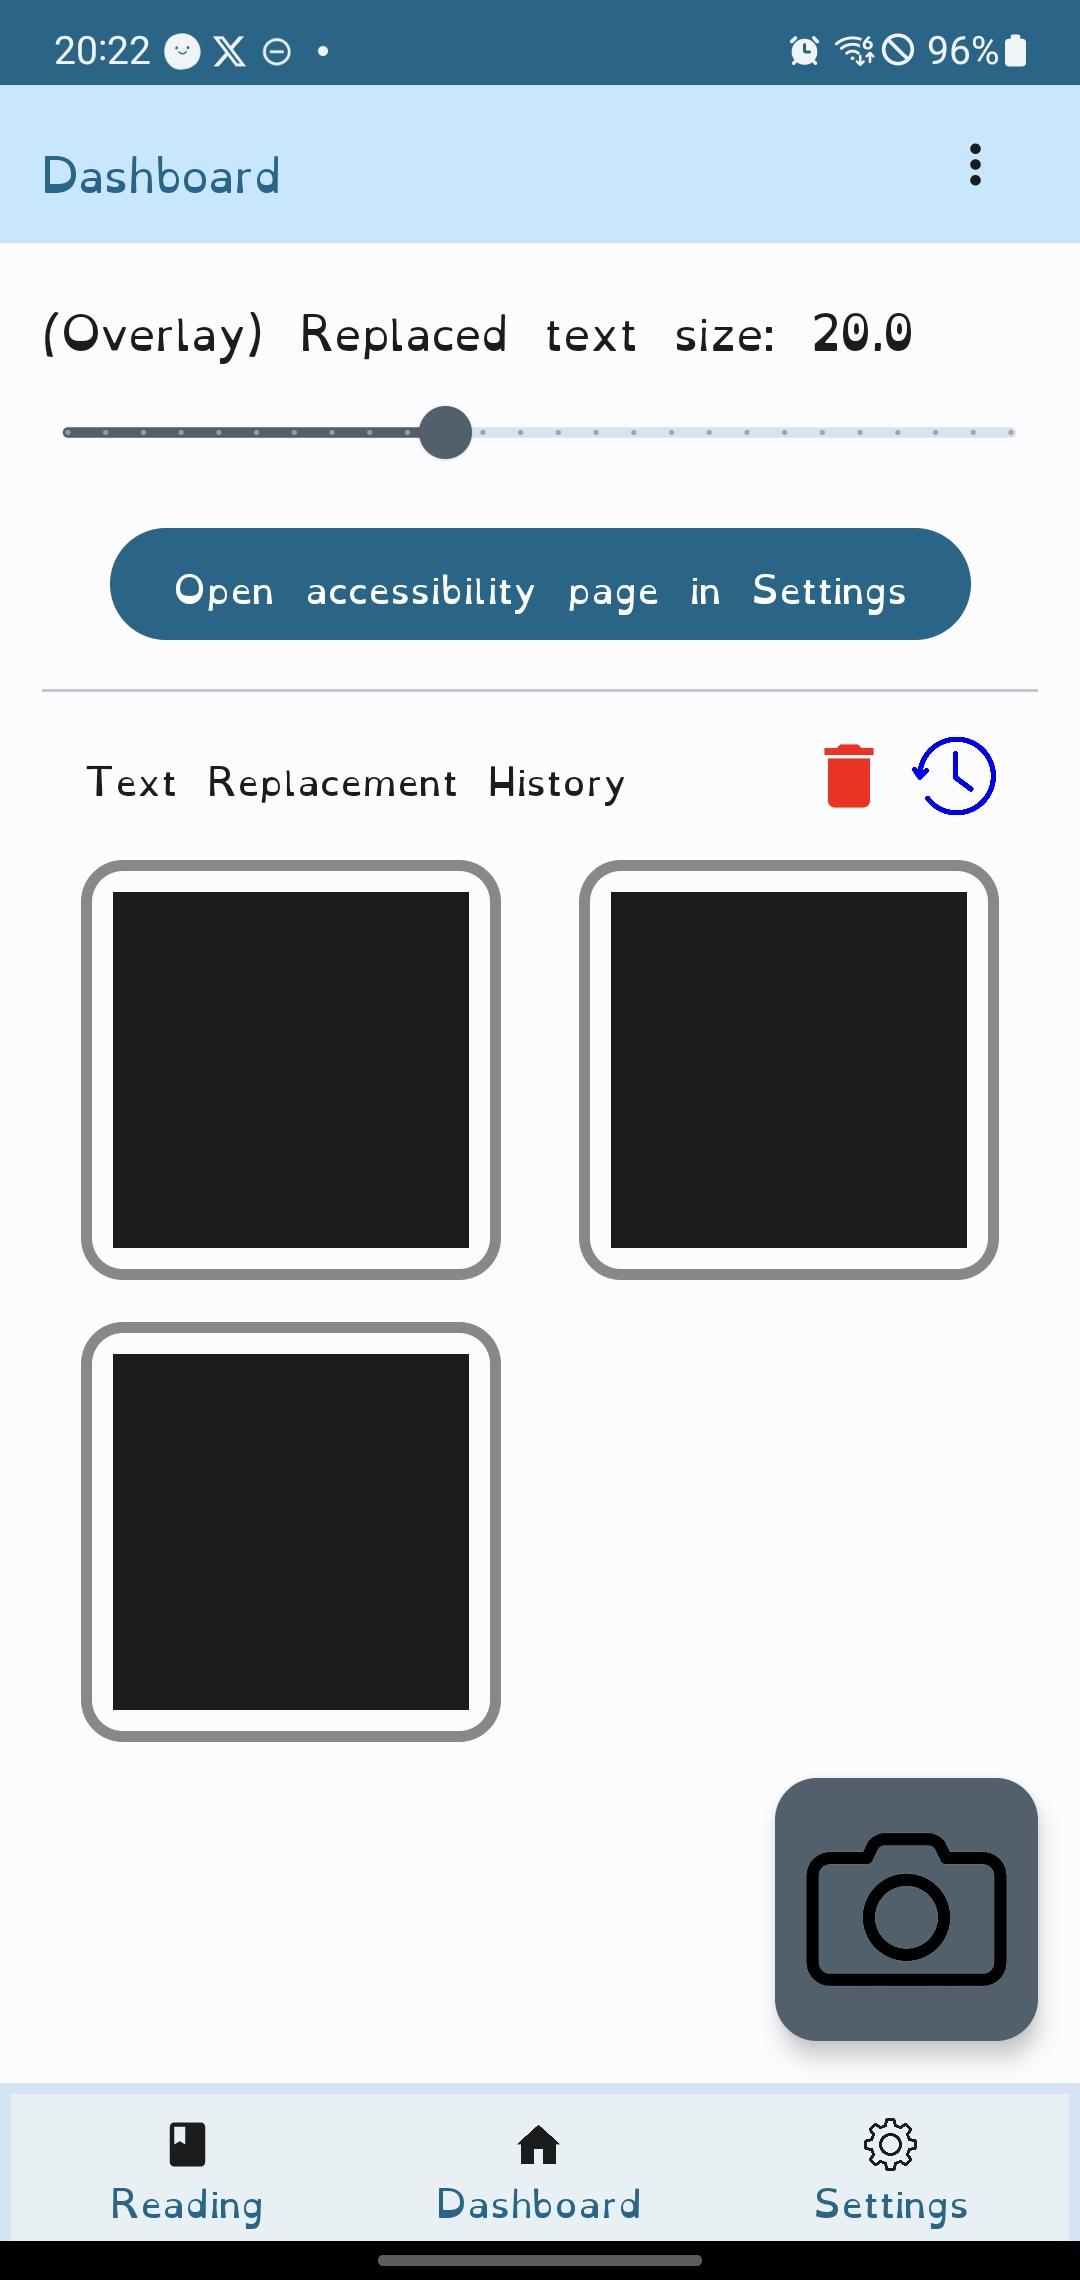 20:22
96%
Dashboard
(Overlay) Replaced text size: 20.0
Open accessibility page in Settings
Text Replacement History
Reading Dashboard Settings